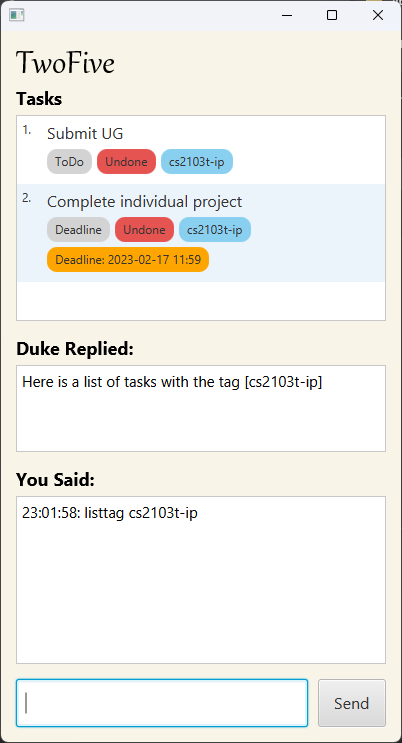 TwoFive
Tasks
1. Submit UG
ToDo Undone cs2103t-ip
2. Complete individual project
Deadline Undone cs2103t-ip
Deadline: 2023-02-17 11:59
Duke Replied:
Here is a list of tasks with the tag [cs2103t-ip]
You Said:
23:01:58: listtag cs2103t-ip
Send